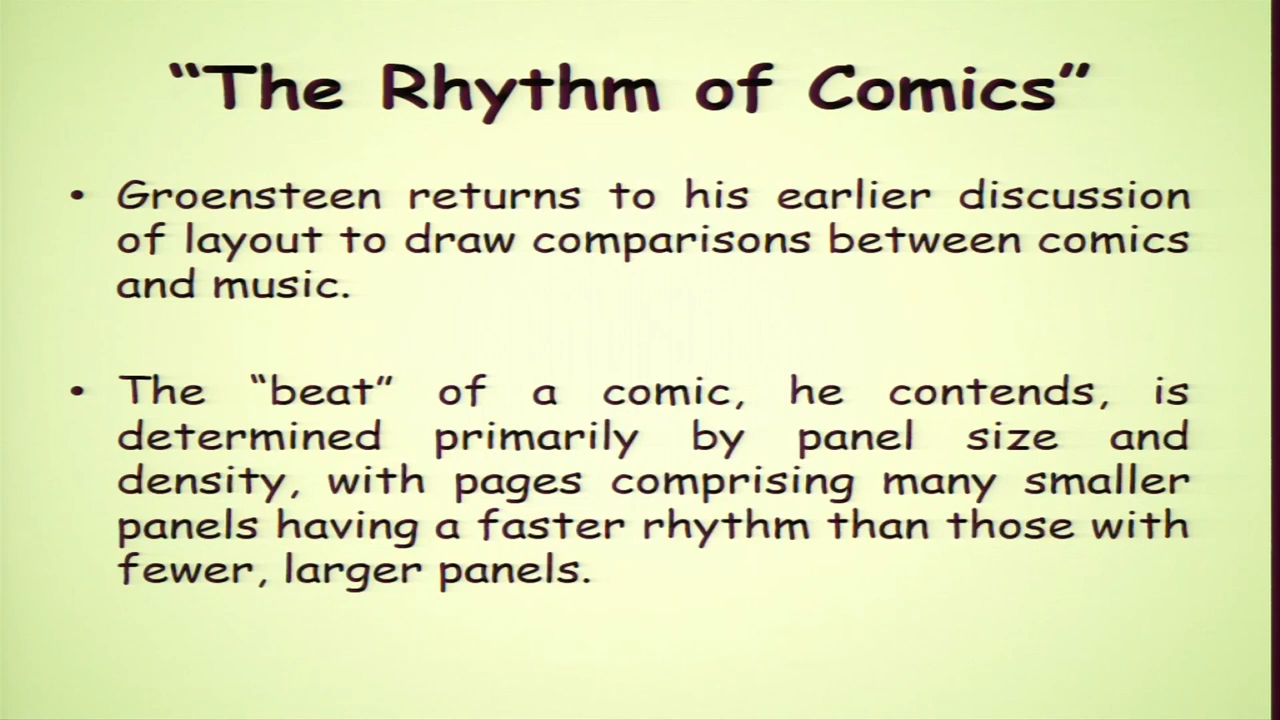 “The Rhythm of Comics”
• Groensteen returns to his earlier discussion
of layout to draw comparisons between comics
and music.
• The “beat” of a comic, he contends, is
determined primarily by panel size and
density, with pages comprising many smaller
panels having a faster rhythm than those with
fewer, larger panels.